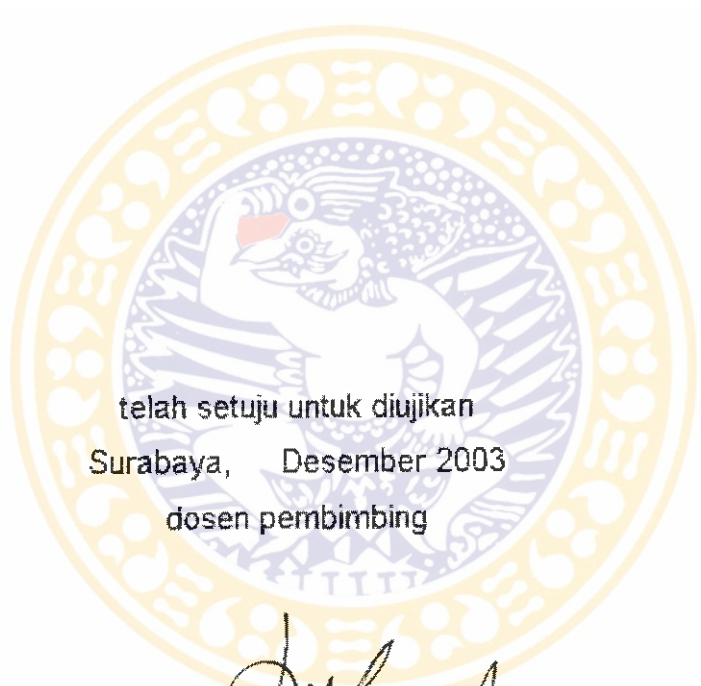 telah setuju untuk diujikan
Surabaya, Desember 2003
dosen pembimbing